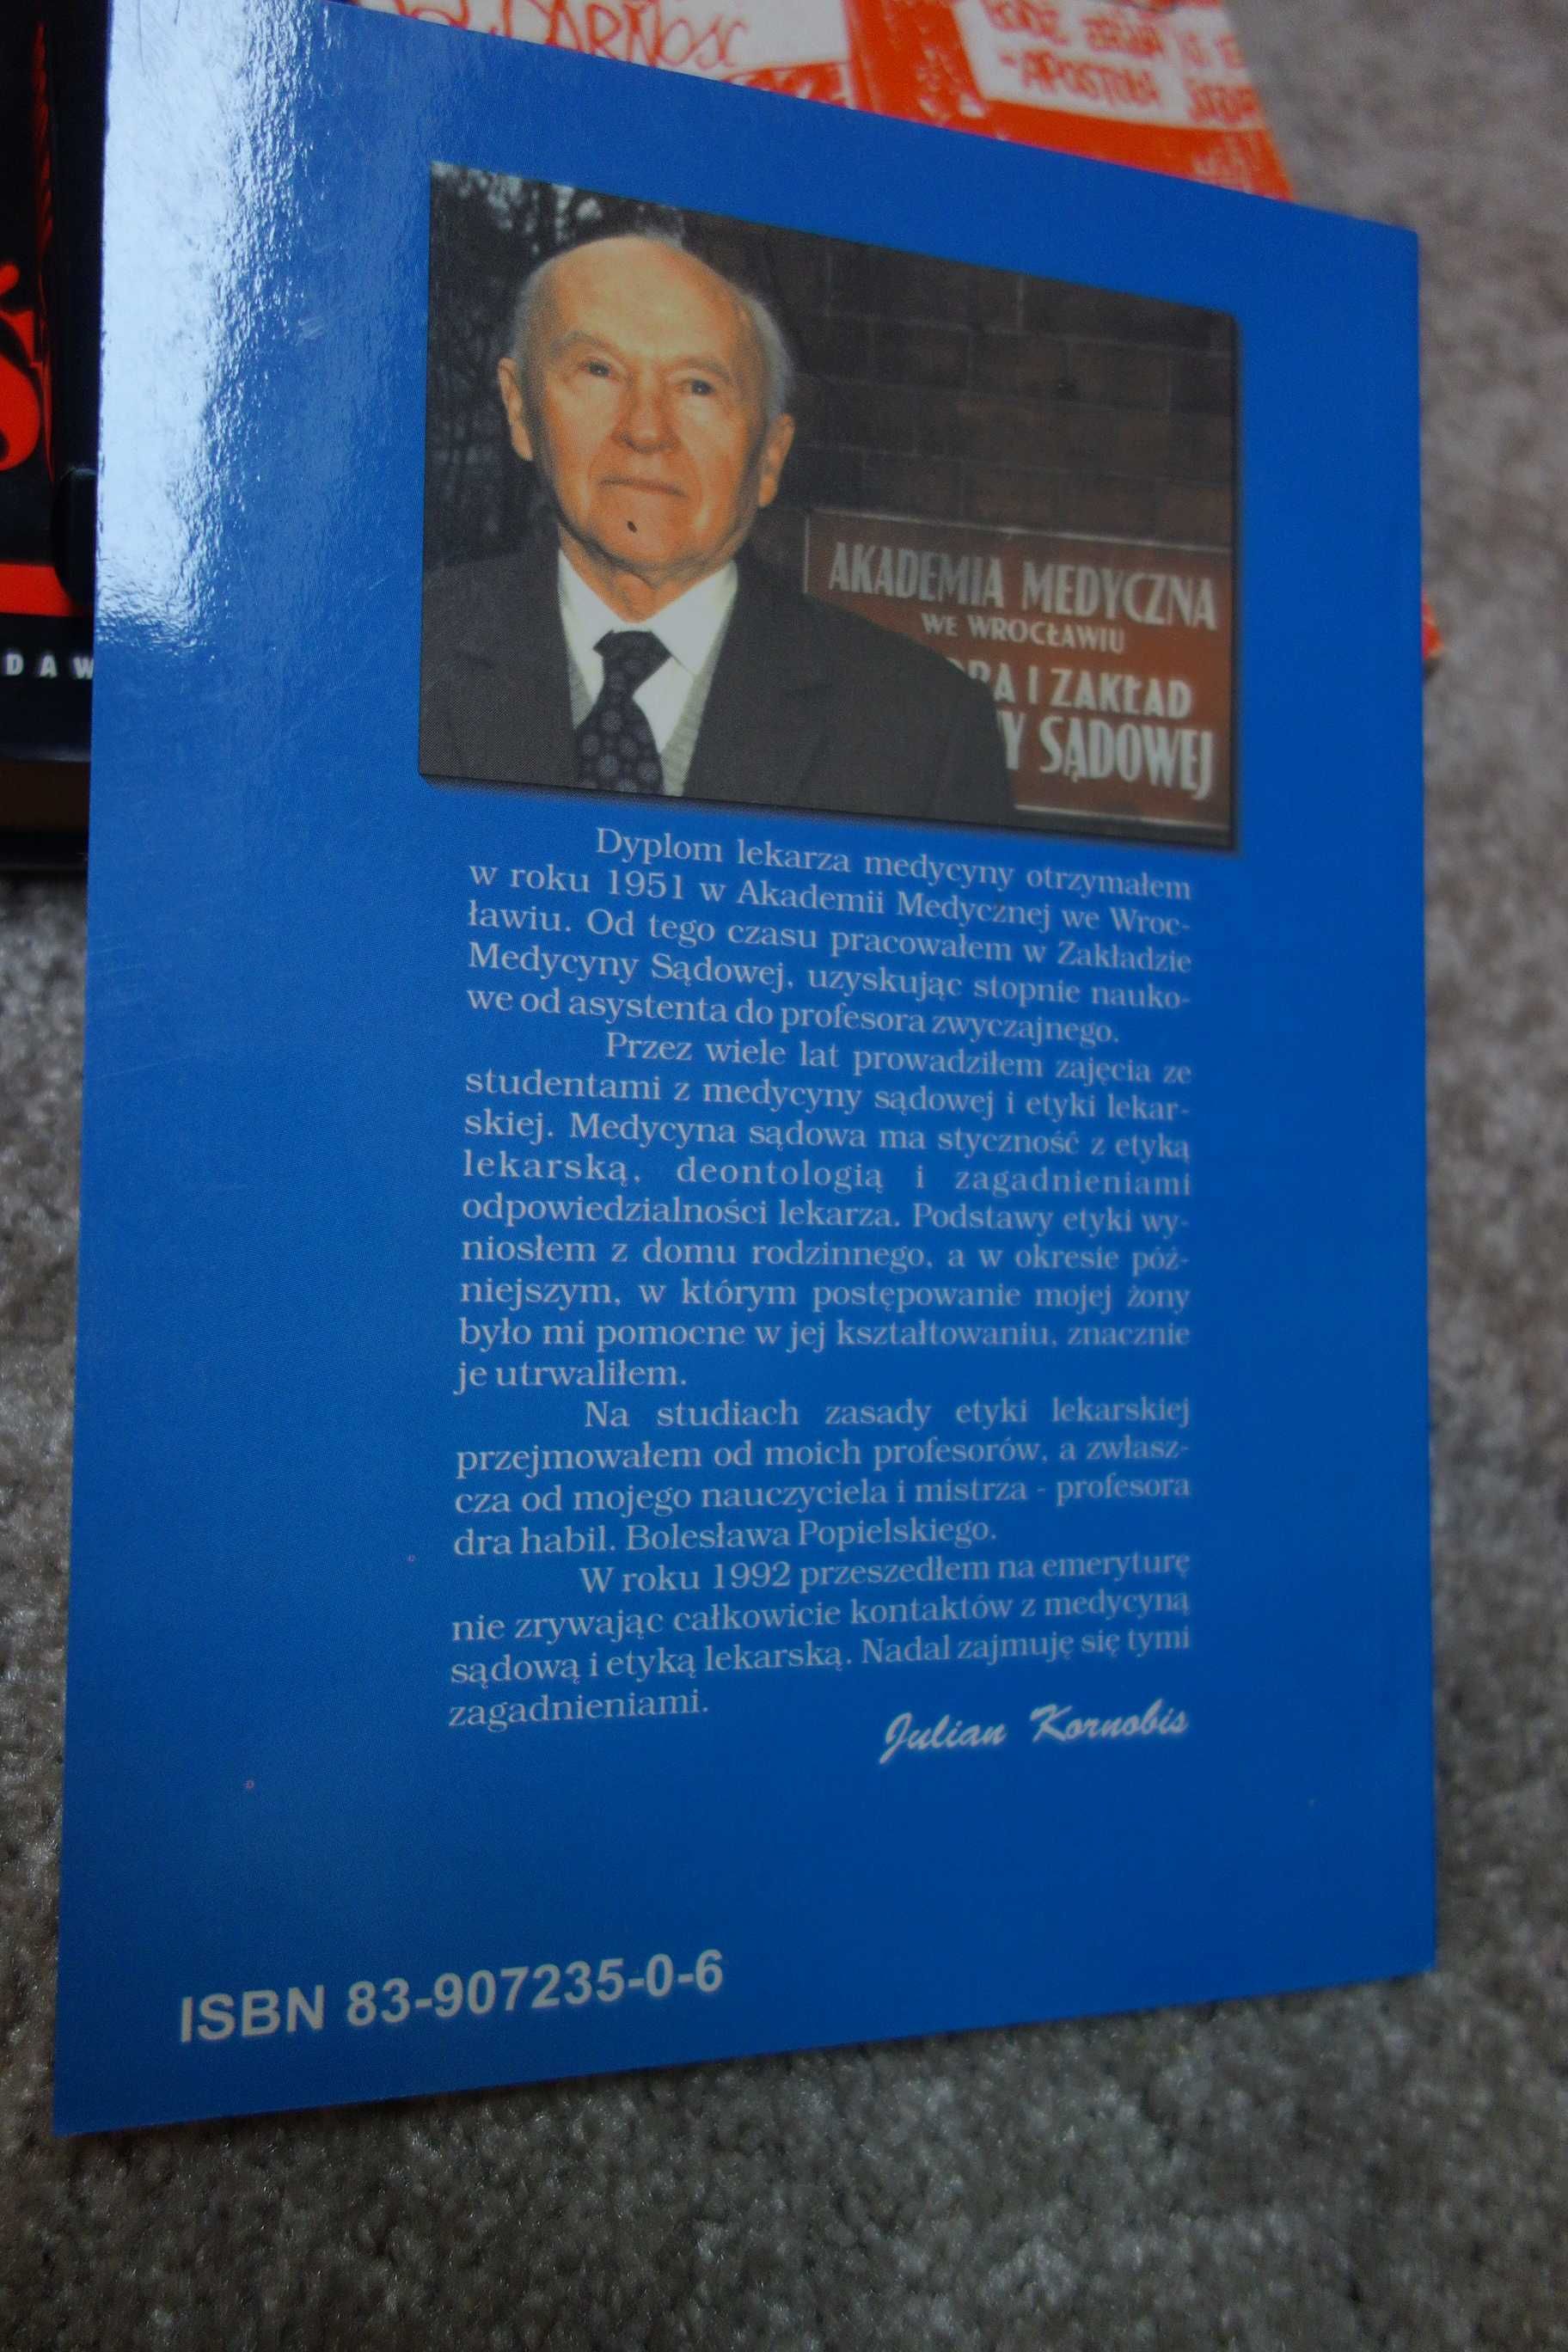 DARNOŚĆ
AKADEMIA MEDYCZNA
WE WROCŁAWIU
RA I ZAKŁAD
Y SĄDOWEJ
DAW
Dyplom lekarza medycyny otrzymałem
w roku 1951 w Akademii Medycznej we Wroc-
ławiu. Od tego czasu pracowałem w Zakładzie
Medycyny Sądowej, uzyskując stopnie nauko-
we od asystenta do profesora zwyczajnego.
Przez wiele lat prowadziłem zajęcia ze
studentami z medycyny sądowej i etyki lekar-
skiej. Medycyna sądowa ma styczność z etyką
lekarską, deontologią i zagadnieniami
odpowiedzialności lekarza. Podstawy etyki wy-
niosłem z domu rodzinnego, a w okresie póź-
niejszym, w którym postępowanie mojej żony
było mi pomocne w jej kształtowaniu, znacznie
je utrwaliłem.
Na studiach zasady etyki lekarskiej
przejmowałem od moich profesorów, a zwłasz-
cza od mojego nauczyciela i mistrza - profesora
dra habil. Bolesława Popielskiego.
W roku 1992 przeszedłem na emeryturę
nie zrywając całkowicie kontaktów z medycyną
sądową i etyką lekarską. Nadal zajmuję się tymi
zagadnieniami.
Julian Kornobis
ISBN 83-907235-0-6